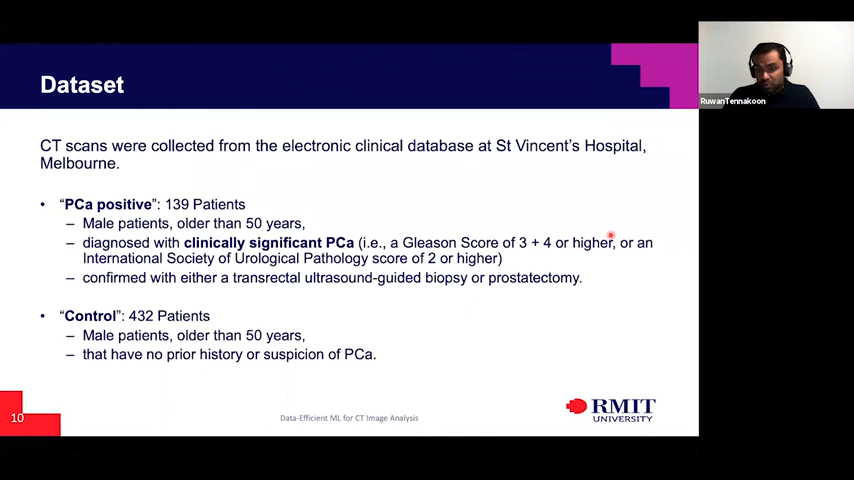 Dataset
RuwanTennakoon
CT scans were collected from the electronic clinical database at St Vincent's Hospital,
Melbourne.
• “PCa positive”: 139 Patients
– Male patients, older than 50 years,
– diagnosed with clinically significant PCa (i.e., a Gleason Score of 3 + 4 or higher, or an
International Society of Urological Pathology score of 2 or higher)
– confirmed with either a transrectal ultrasound-guided biopsy or prostatectomy.
• “Control”: 432 Patients
– Male patients, older than 50 years,
– that have no prior history or suspicion of PCa.
10
Data-Efficient ML for CT Image Analysis
RMIT
UNIVERSITY